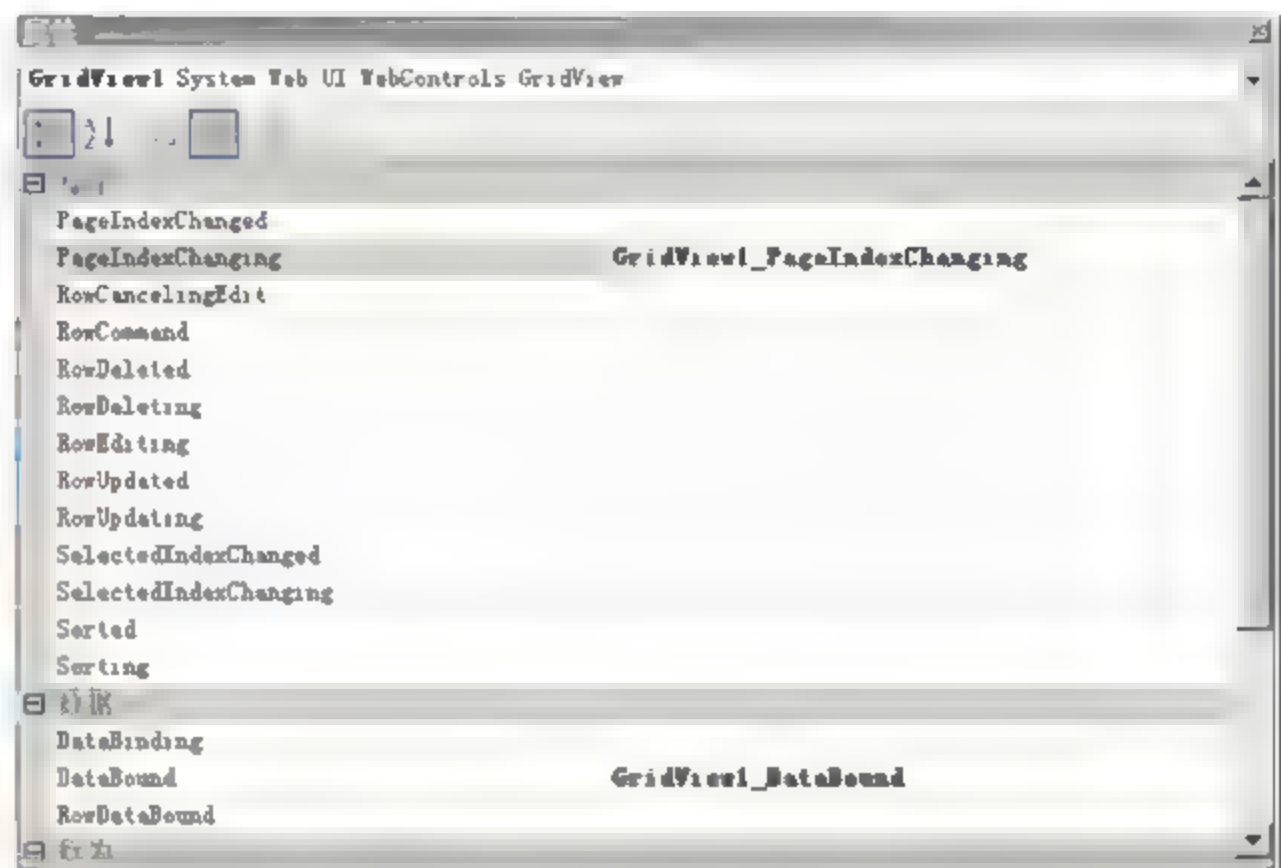 GridView1 System Web UI WebControls GridView
PageIndexChanged
PageIndexChanging GridView1_PageIndexChanging
RowCancelingEdit
RowCommand
RowDeleted
RowDeleting
RowEditing
RowUpdated
RowUpdating
SelectedIndexChanged
SelectedIndexChanging
Sorted
Sorting
DataBinding
DataBound GridView1_DataBound
RowDataBound